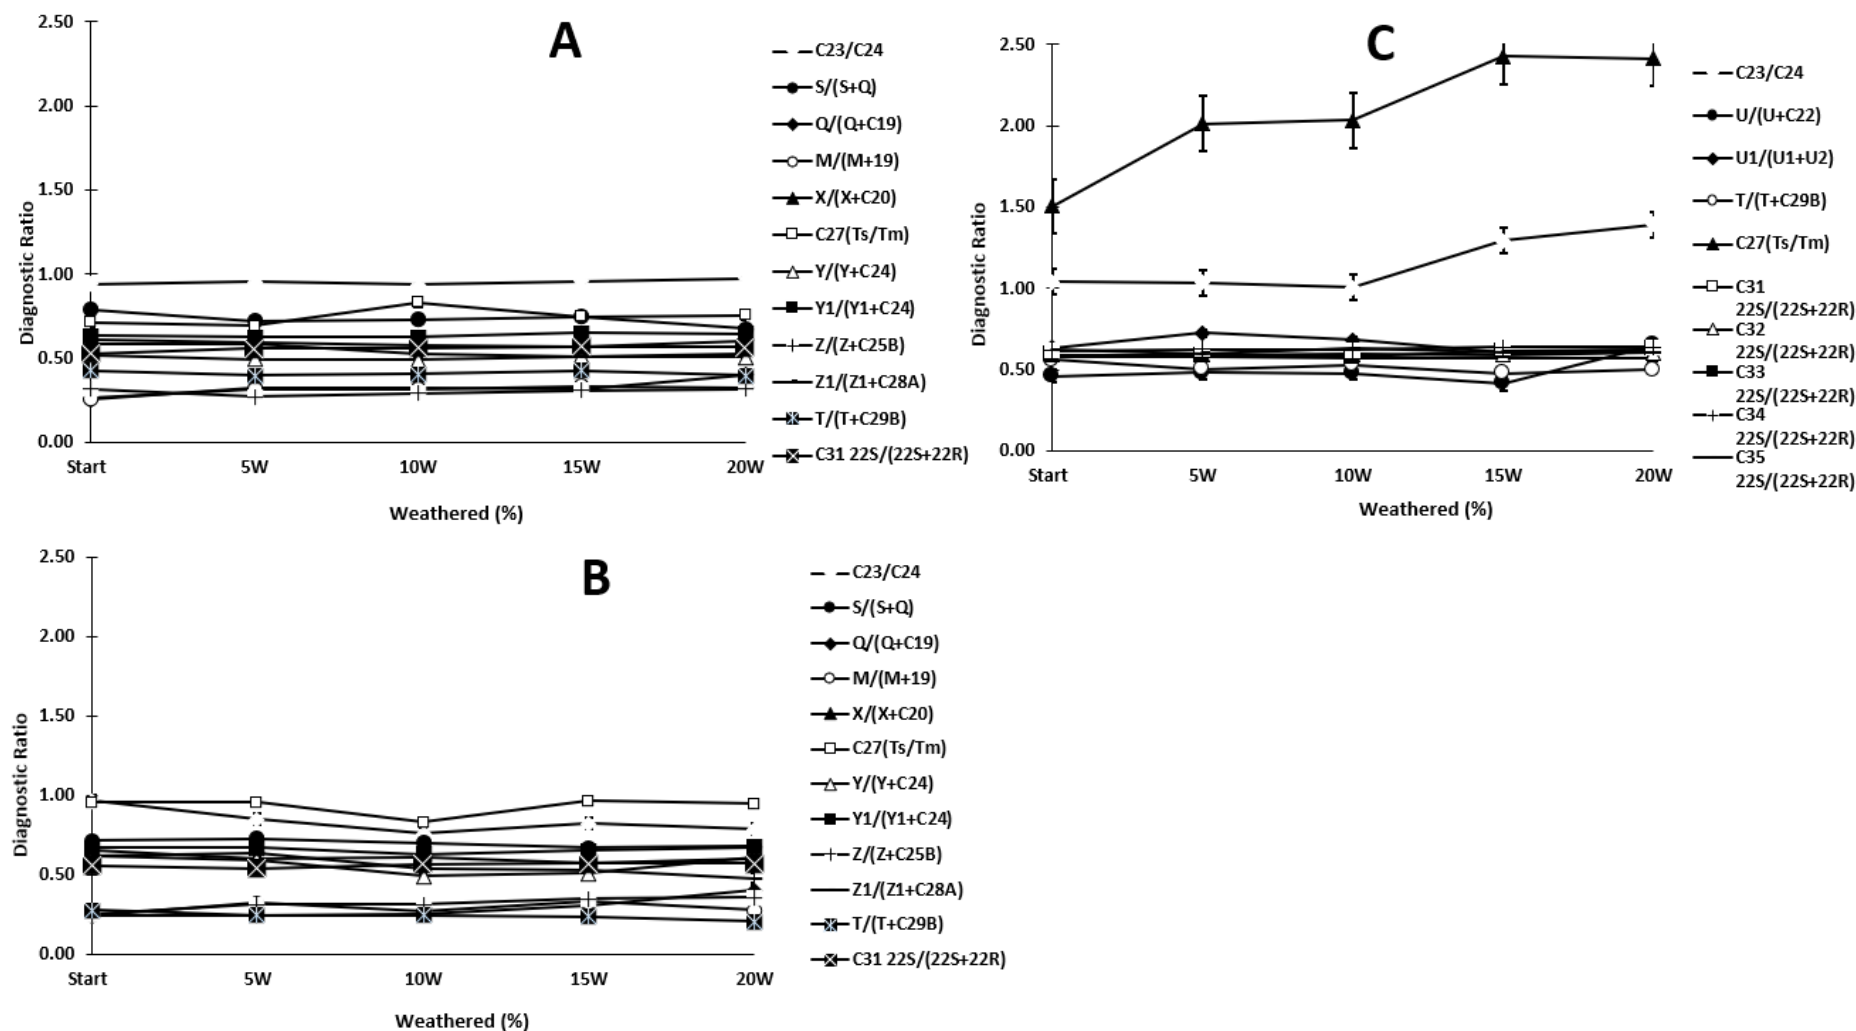 A
2.50
2.00
1.50
1.00
0.50
0.00
Diagnostic Ratio
Start 5W 10W 15W 20W
Weathered (%)
C23/C24
S/(S+Q)
Q/(Q+C19)
M/(M+19)
X/(X+C20)
C27(Ts/Tm)
Y/(Y+C24)
Y1/(Y1+C24)
Z/(Z+C25B)
Z1/(Z1+C28A)
T/(T+C29B)
C31 22S/(22S+22R)
C
2.50
2.00
1.50
1.00
0.50
0.00
Diagnostic Ratio
Start 5W 10W 15W 20W
Weathered (%)
C23/C24
U/(U+C22)
U1/(U1+U2)
T/(T+C29B)
C27(Ts/Tm)
C31
22S/(22S+22R)
C32
22S/(22S+22R)
C33
22S/(22S+22R)
C34
22S/(22S+22R)
C35
22S/(22S+22R)
B
2.50
2.00
1.50
1.00
0.50
0.00
Diagnostic Ratio
Start 5W 10W 15W 20W
Weathered (%)
C23/C24
S/(S+Q)
Q/(Q+C19)
M/(M+19)
X/(X+C20)
C27(Ts/Tm)
Y/(Y+C24)
Y1/(Y1+C24)
Z/(Z+C25B)
Z1/(Z1+C28A)
T/(T+C29B)
C31 22S/(22S+22R)